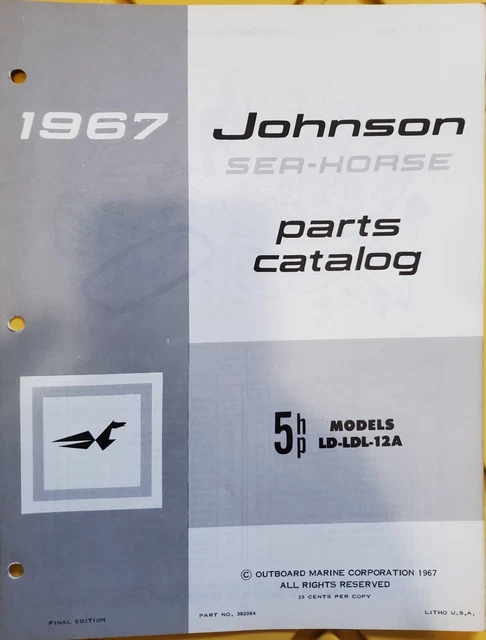 1967
Johnson
SEA-HORSE
parts
catalog
5 hp MODELS
LD-LDL-12A
© OUTBOARD MARINE CORPORATION 1967
ALL RIGHTS RESERVED
25 CENTS PER COPY
FINAL EDITION
PART NO. 382084
LITHO U.S.A.